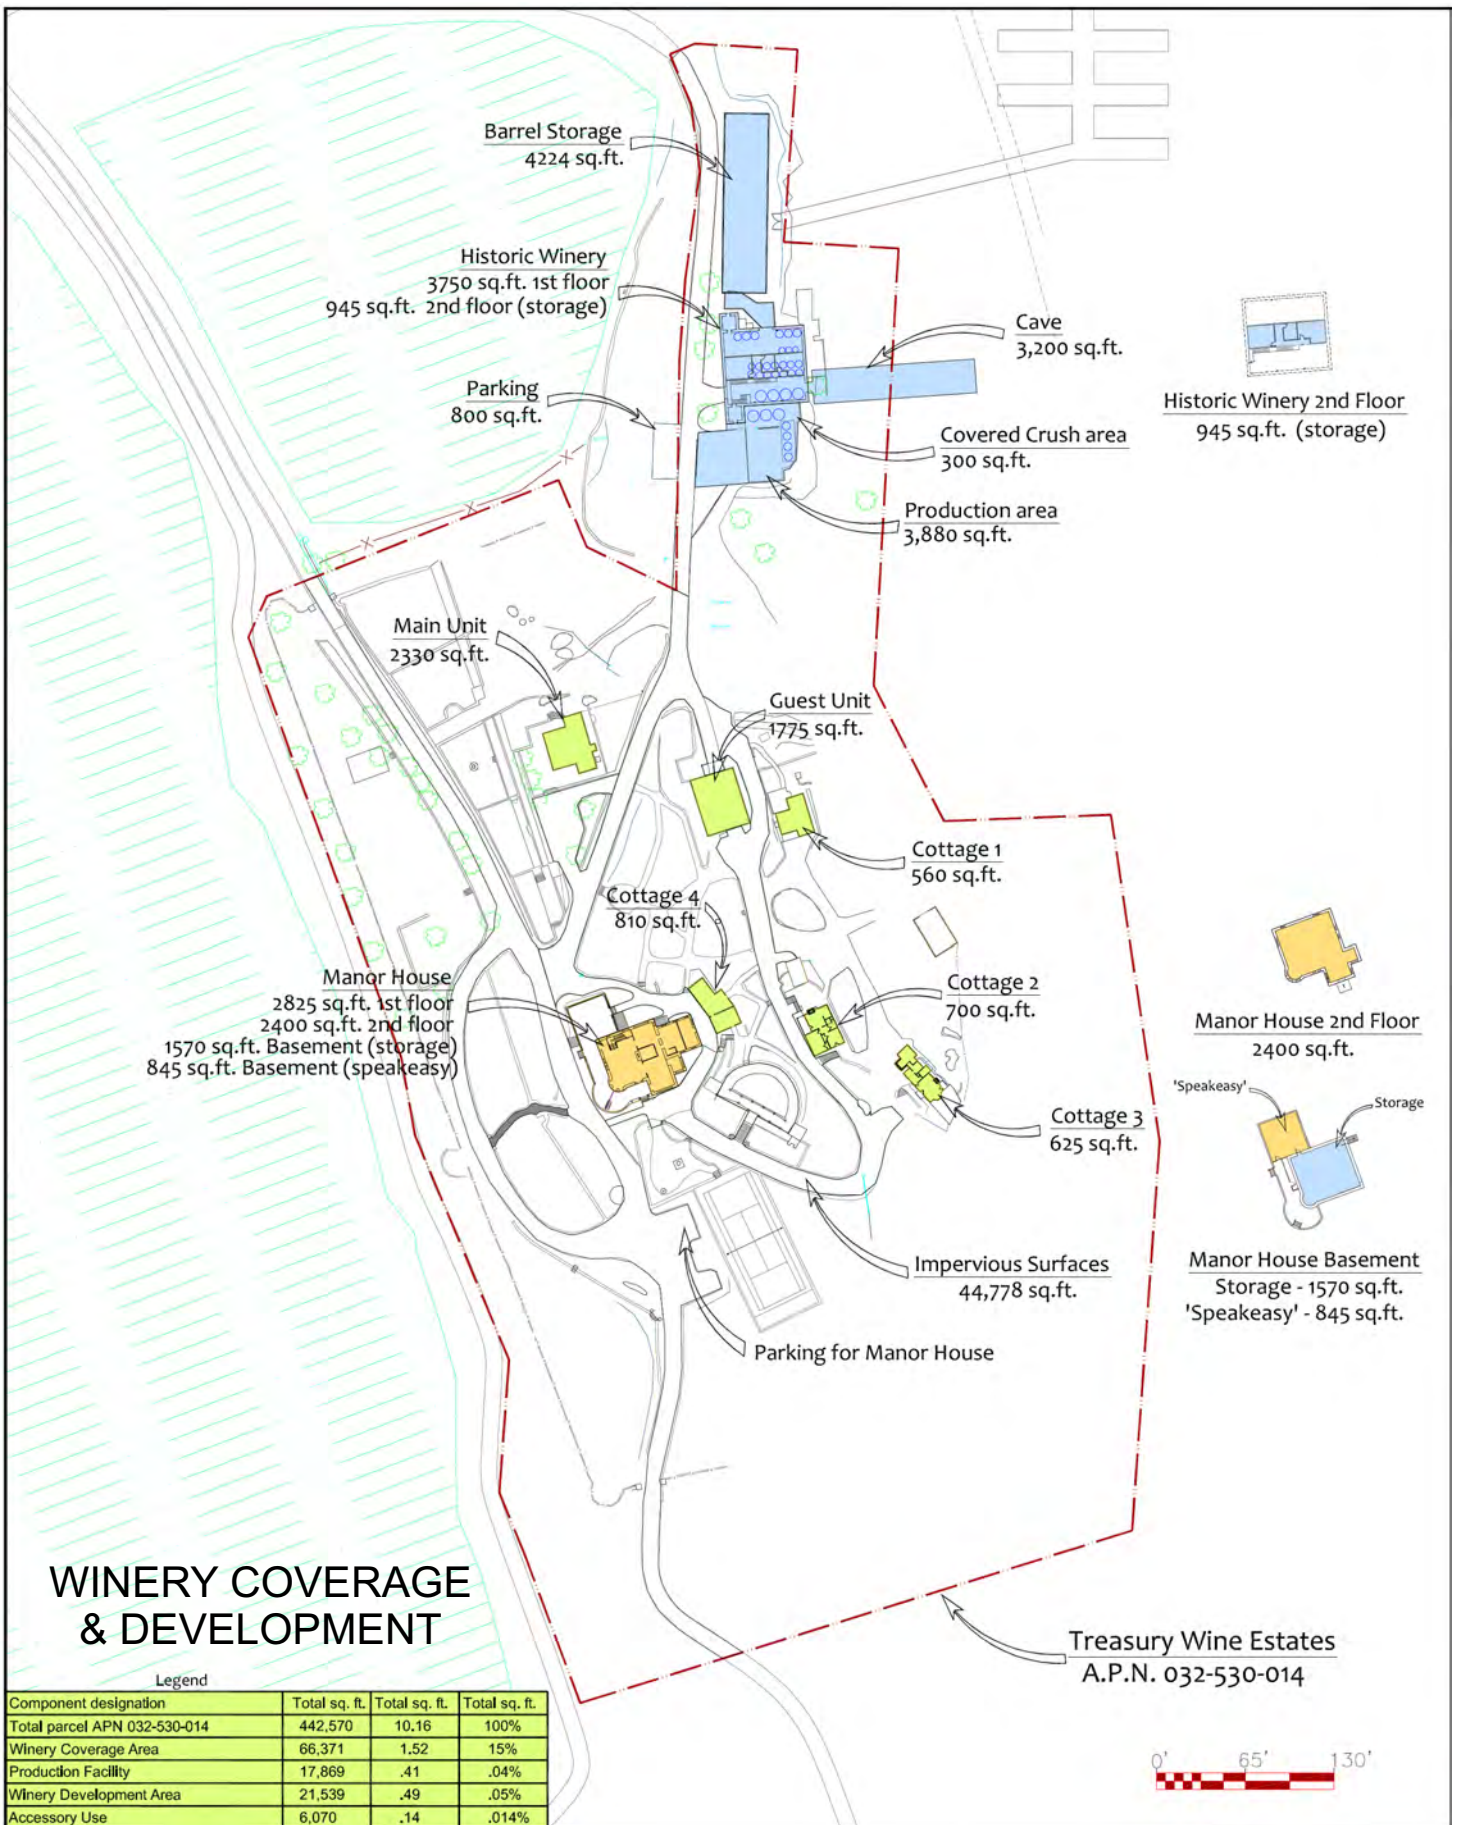 Barrel Storage
4224 sq.ft.
Historic Winery
3750 sq.ft. 1st floor
945 sq.ft. 2nd floor (storage)
Cave
3,200 sq.ft.
Parking
800 sq.ft.
Historic Winery 2nd Floor
945 sq.ft. (storage)
Covered Crush area
300 sq.ft.
Production area
3,880 sq.ft.
Main Unit
2330 sq.ft.
Guest Unit
1775 sq.ft.
Cottage 1
560 sq.ft.
Cottage 4
810 sq.ft.
Manor House
2825 sq.ft. 1st floor
2400 sq.ft. 2nd floor
1570 sq.ft. Basement (storage)
845 sq.ft. Basement (speakeasy)
Cottage 2
700 sq.ft.
Manor House 2nd Floor
2400 sq.ft.
'Speakeasy'
Storage
Cottage 3
625 sq.ft.
Impervious Surfaces
44,778 sq.ft.
Manor House Basement
Storage - 1570 sq.ft.
'Speakeasy' - 845 sq.ft.
Parking for Manor House
WINERY COVERAGE
& DEVELOPMENT
Treasury Wine Estates
A.P.N. 032-530-014
Legend
Component designation Total sq. ft. Total sq. ft. Total sq. ft.
Total parcel APN 032-530-014 442,570 10.16 100%
Winery Coverage Area 66,371 1.52 15%
Production Facility 17,869 .41 .04%
Winery Development Area 21,539 .49 .05%
Accessory Use 6,070 .14 .014%
0' 65' 130'